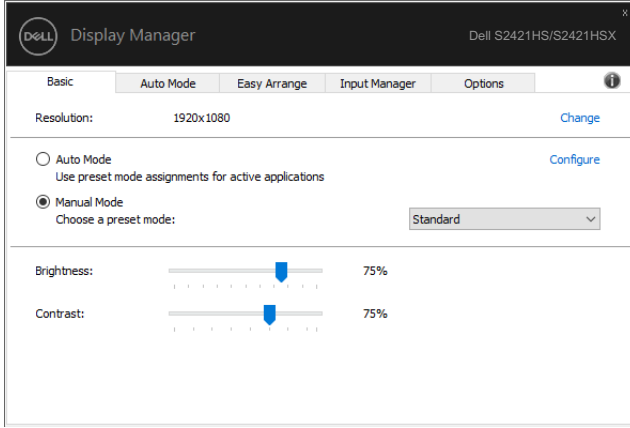 x
DELL Display Manager Dell S2421HS/S2421HSX
Basic Auto Mode Easy Arrange Input Manager Options i
Resolution: 1920x1080 Change
Auto Mode Configure
Use preset mode assignments for active applications
Manual Mode
Choose a preset mode: Standard
Brightness: 75%
Contrast: 75%